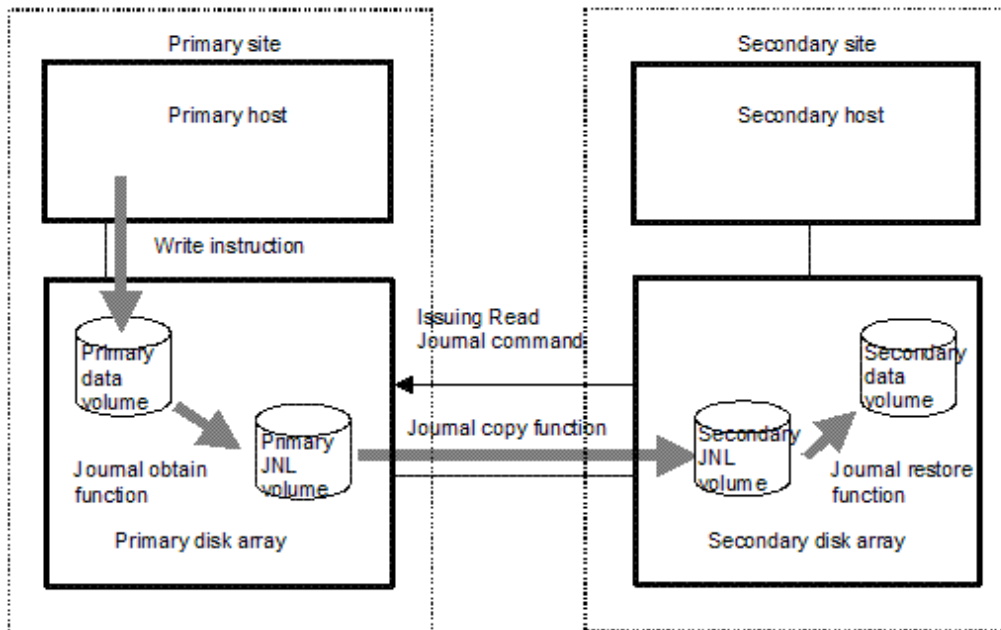 Primary site
Primary host
Write instruction
Primary
data
volume
Journal obtain
function
Primary
JNL
volume
Primary disk array
Issuing Read
Journal command
Journal copy function
Secondary site
Secondary host
Secondary
JNL
volume
Secondary
data
volume
Journal restore
function
Secondary disk array